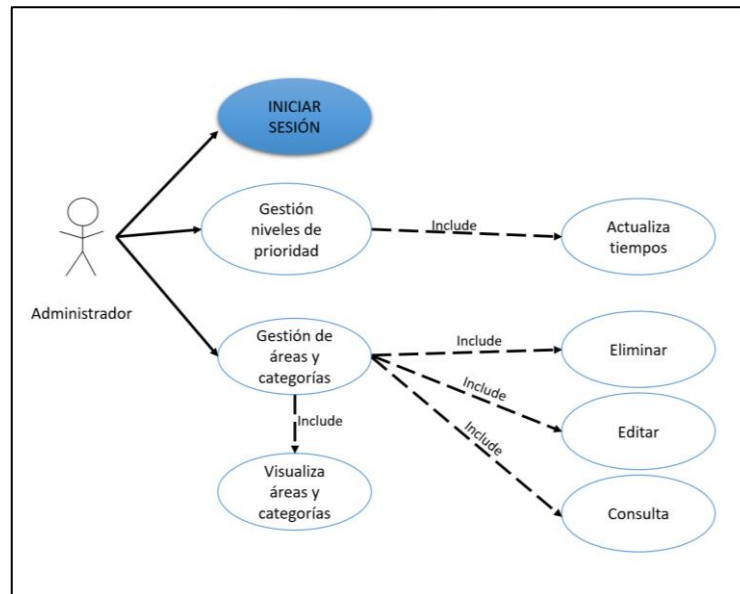 INICIAR
SESIÓN
Gestión
niveles de
prioridad
Include
Actualiza
tiempos
Administrador
Gestión de
áreas y
categorías
Include
Eliminar
Include
Editar
Include
Consulta
Include
Visualiza
áreas y
categorías